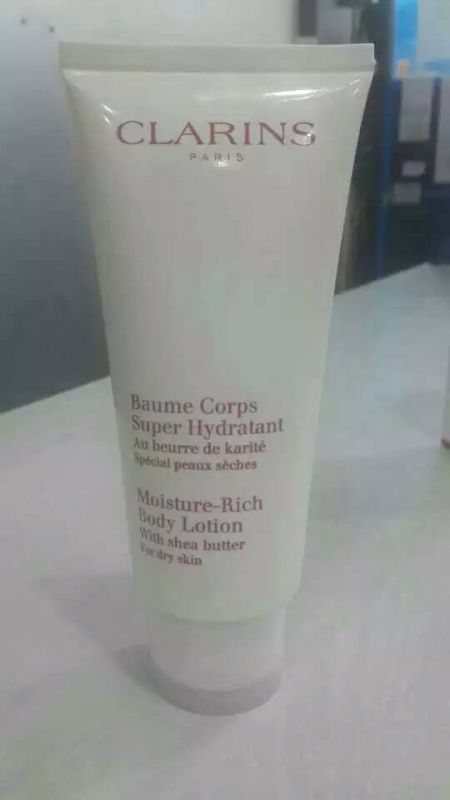 CLARINS
PARIS
Baume Corps
Super Hydratant
Au beurre de karité
Spécial peaux sèches
Moisture-Rich
Body Lotion
With shea butter
For dry skin